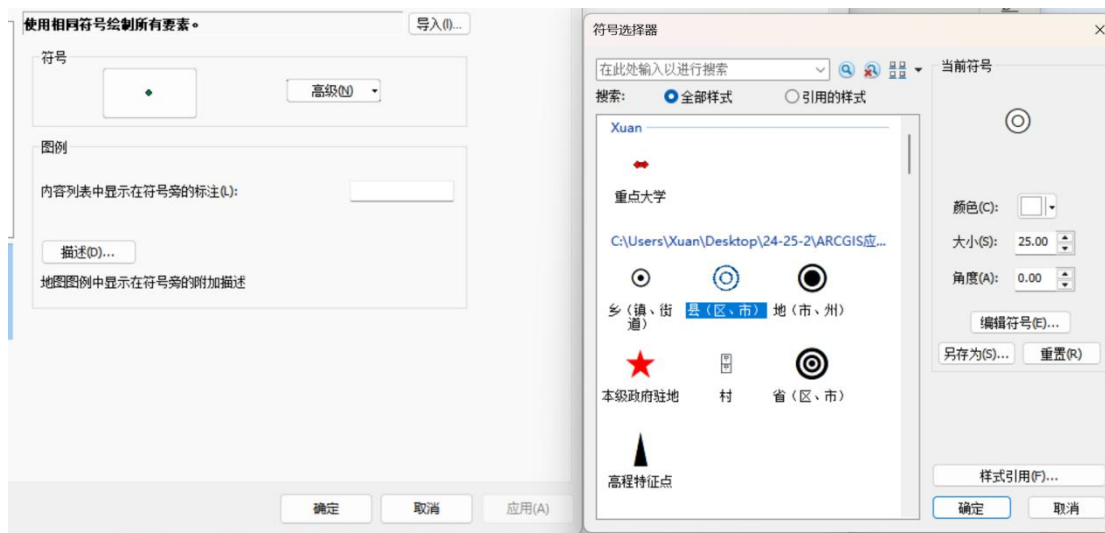 使用相同符号绘制所有要素。
导入(I)...
符号
高级(N)
图例
内容列表中显示在符号旁的标注(L):
描述(D)...
地图图例中显示在符号旁的附加描述
确定
取消
应用(A)
符号选择器
在此处输入以进行搜索
搜索:
全部样式
引用的样式
Xuan
重点大学
C:\Users\Xuan\Desktop\24-25-2\ARCGIS应...
乡（镇、街
道）
县（区、市）
地（市、州）
本级政府驻地
村
省（区、市）
高程特征点
当前符号
颜色(C):
大小(S):
25.00
角度(A):
0.00
编辑符号(E)...
另存为(S)...
重置(R)
样式引用(F)...
确定
取消